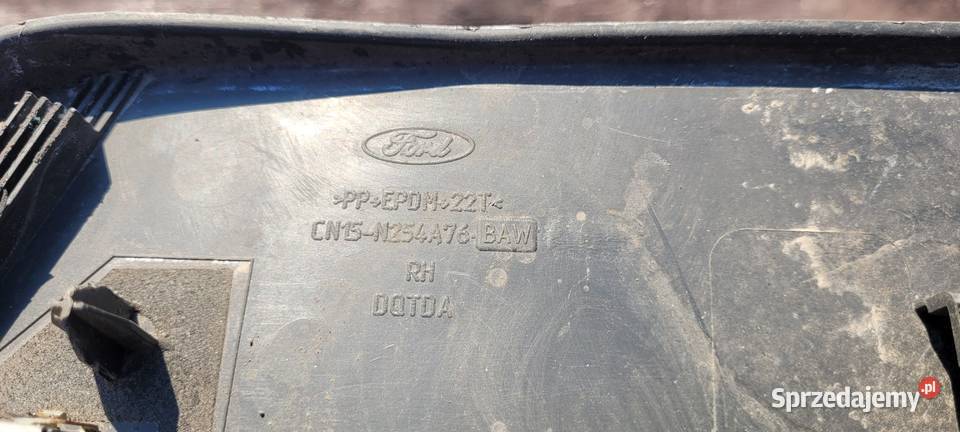 Ford
>PP+EPDM+22T<
CN15-N254A76-BAW
RH
DQTDA
Sprzedajemy.pl